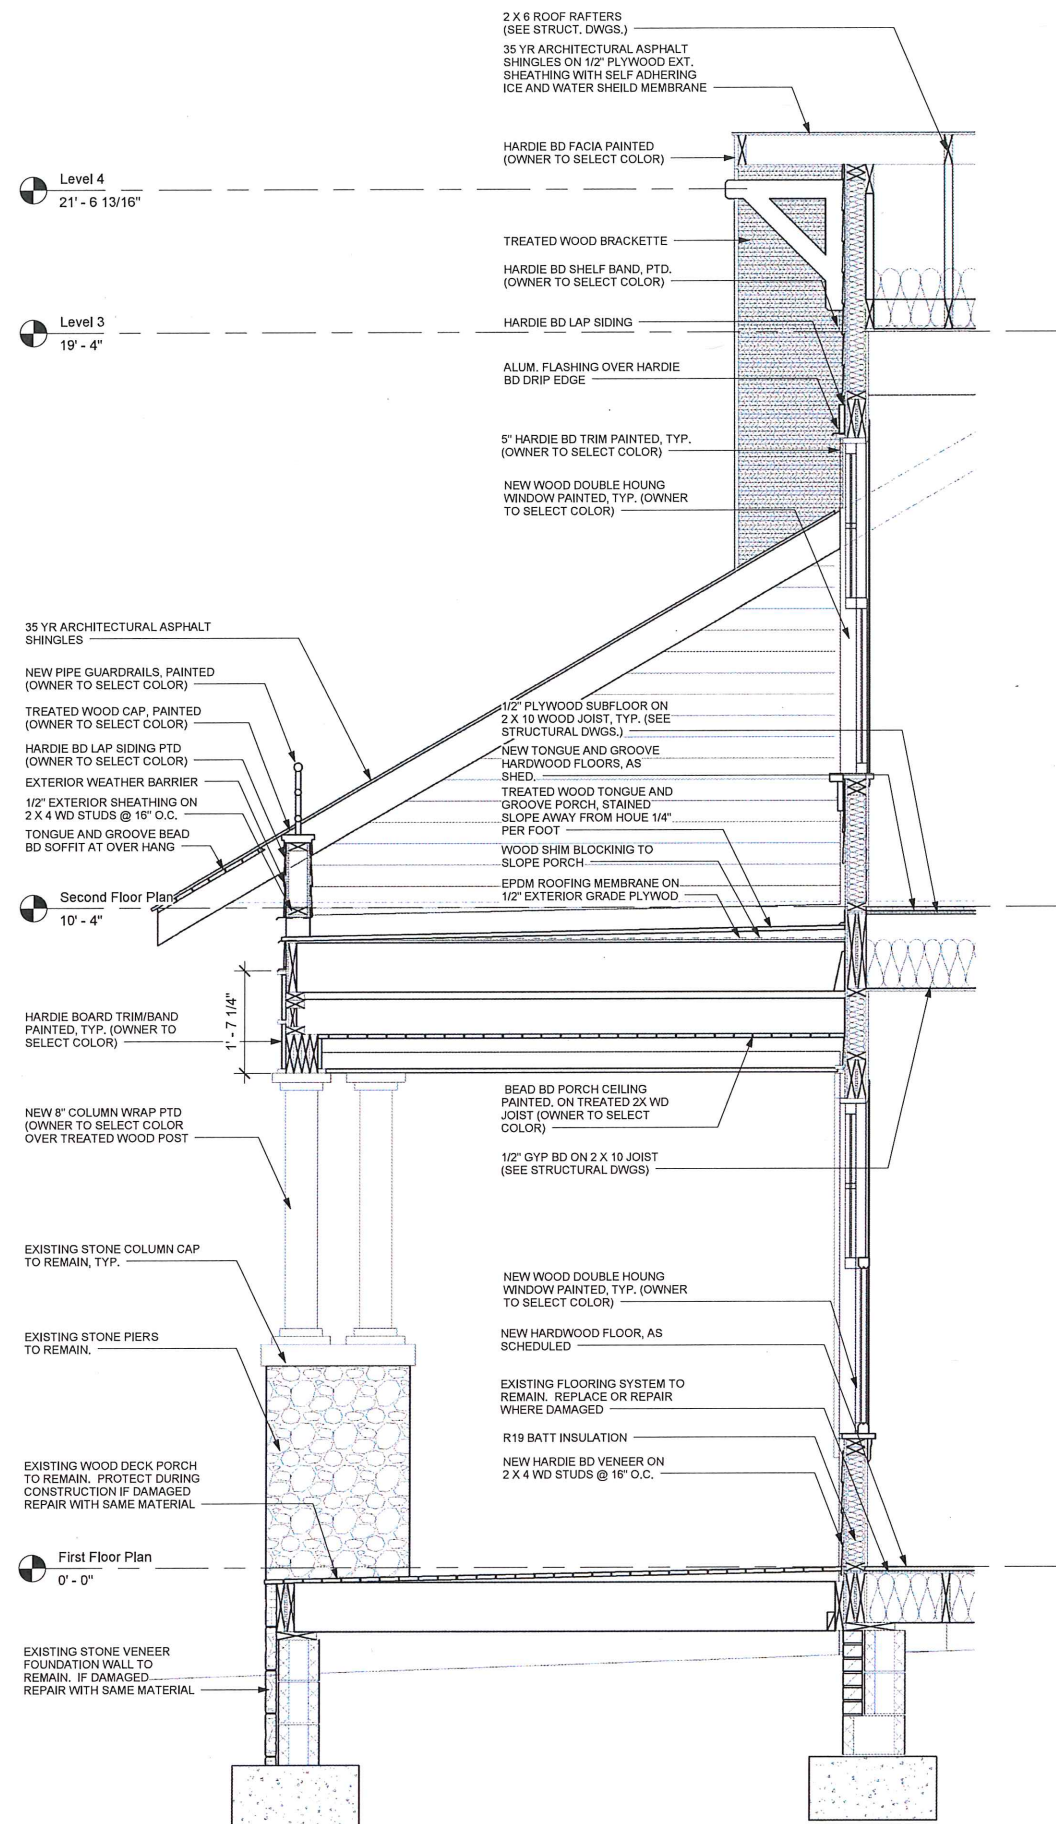 2 X 6 ROOF RAFTERS
(SEE STRUCT. DWGS.)
35 YR ARCHITECTURAL ASPHALT
SHINGLES ON 1/2" PLYWOOD EXT.
SHEATHING WITH SELF ADHERING
ICE AND WATER SHEILD MEMBRANE
HARDIE BD FACIA PAINTED
(OWNER TO SELECT COLOR)
Level 4
21' - 6 13/16"
TREATED WOOD BRACKETTE
HARDIE BD SHELF BAND, PTD.
(OWNER TO SELECT COLOR)
Level 3
19' - 4"
HARDIE BD LAP SIDING
ALUM. FLASHING OVER HARDIE
BD DRIP EDGE
5" HARDIE BD TRIM PAINTED, TYP.
(OWNER TO SELECT COLOR)
NEW WOOD DOUBLE HOUNG
WINDOW PAINTED, TYP. (OWNER
TO SELECT COLOR)
35 YR ARCHITECTURAL ASPHALT
SHINGLES
NEW PIPE GUARDRAILS, PAINTED
(OWNER TO SELECT COLOR)
TREATED WOOD CAP, PAINTED
(OWNER TO SELECT COLOR)
HARDIE BD LAP SIDING PTD
(OWNER TO SELECT COLOR)
EXTERIOR WEATHER BARRIER
1/2" EXTERIOR SHEATHING ON
2 X 4 WD STUDS @ 16" O.C.
TONGUE AND GROOVE BEAD
BD SOFFIT AT OVER HANG
1/2" PLYWOOD SUBFLOOR ON
2 X 10 WOOD JOIST, TYP. (SEE
STRUCTURAL DWGS.)
NEW TONGUE AND GROOVE
HARDWOOD FLOORS, AS
SHED.
TREATED WOOD TONGUE AND
GROOVE PORCH, STAINED
SLOPE AWAY FROM HOUE 1/4"
PER FOOT
WOOD SHIM BLOCKINIG TO
SLOPE PORCH
EPDM ROOFING MEMBRANE ON
1/2" EXTERIOR GRADE PLYWOD
Second Floor Plan
10' - 4"
1' - 7 1/4"
HARDIE BOARD TRIM/BAND
PAINTED, TYP. (OWNER TO
SELECT COLOR)
NEW 8" COLUMN WRAP PTD
(OWNER TO SELECT COLOR
OVER TREATED WOOD POST
BEAD BD PORCH CEILING
PAINTED. ON TREATED 2X WD
JOIST (OWNER TO SELECT
COLOR)
1/2" GYP BD ON 2 X 10 JOIST
(SEE STRUCTURAL DWGS)
EXISTING STONE COLUMN CAP
TO REMAIN, TYP.
EXISTING STONE PIERS
TO REMAIN.
NEW WOOD DOUBLE HOUNG
WINDOW PAINTED, TYP. (OWNER
TO SELECT COLOR)
NEW HARDWOOD FLOOR, AS
SCHEDULED
EXISTING FLOORING SYSTEM TO
REMAIN. REPLACE OR REPAIR
WHERE DAMAGED
R19 BATT INSULATION
NEW HARDIE BD VENEER ON
2 X 4 WD STUDS @ 16" O.C.
EXISTING WOOD DECK PORCH
TO REMAIN. PROTECT DURING
CONSTRUCTION IF DAMAGED
REPAIR WITH SAME MATERIAL
First Floor Plan
0' - 0"
EXISTING STONE VENEER
FOUNDATION WALL TO
REMAIN. IF DAMAGED
REPAIR WITH SAME MATERIAL